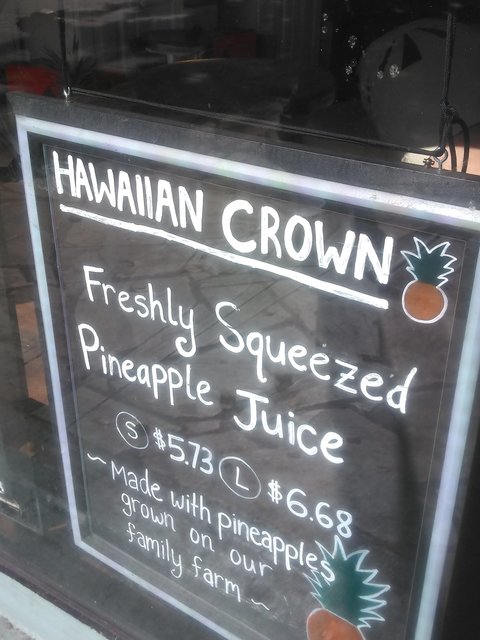 HAWAIIAN CROWN
Freshly Squeezed
Pineapple Juice
S $5.73 L $6.68
~Made with pineapples
grown on our
family farm~